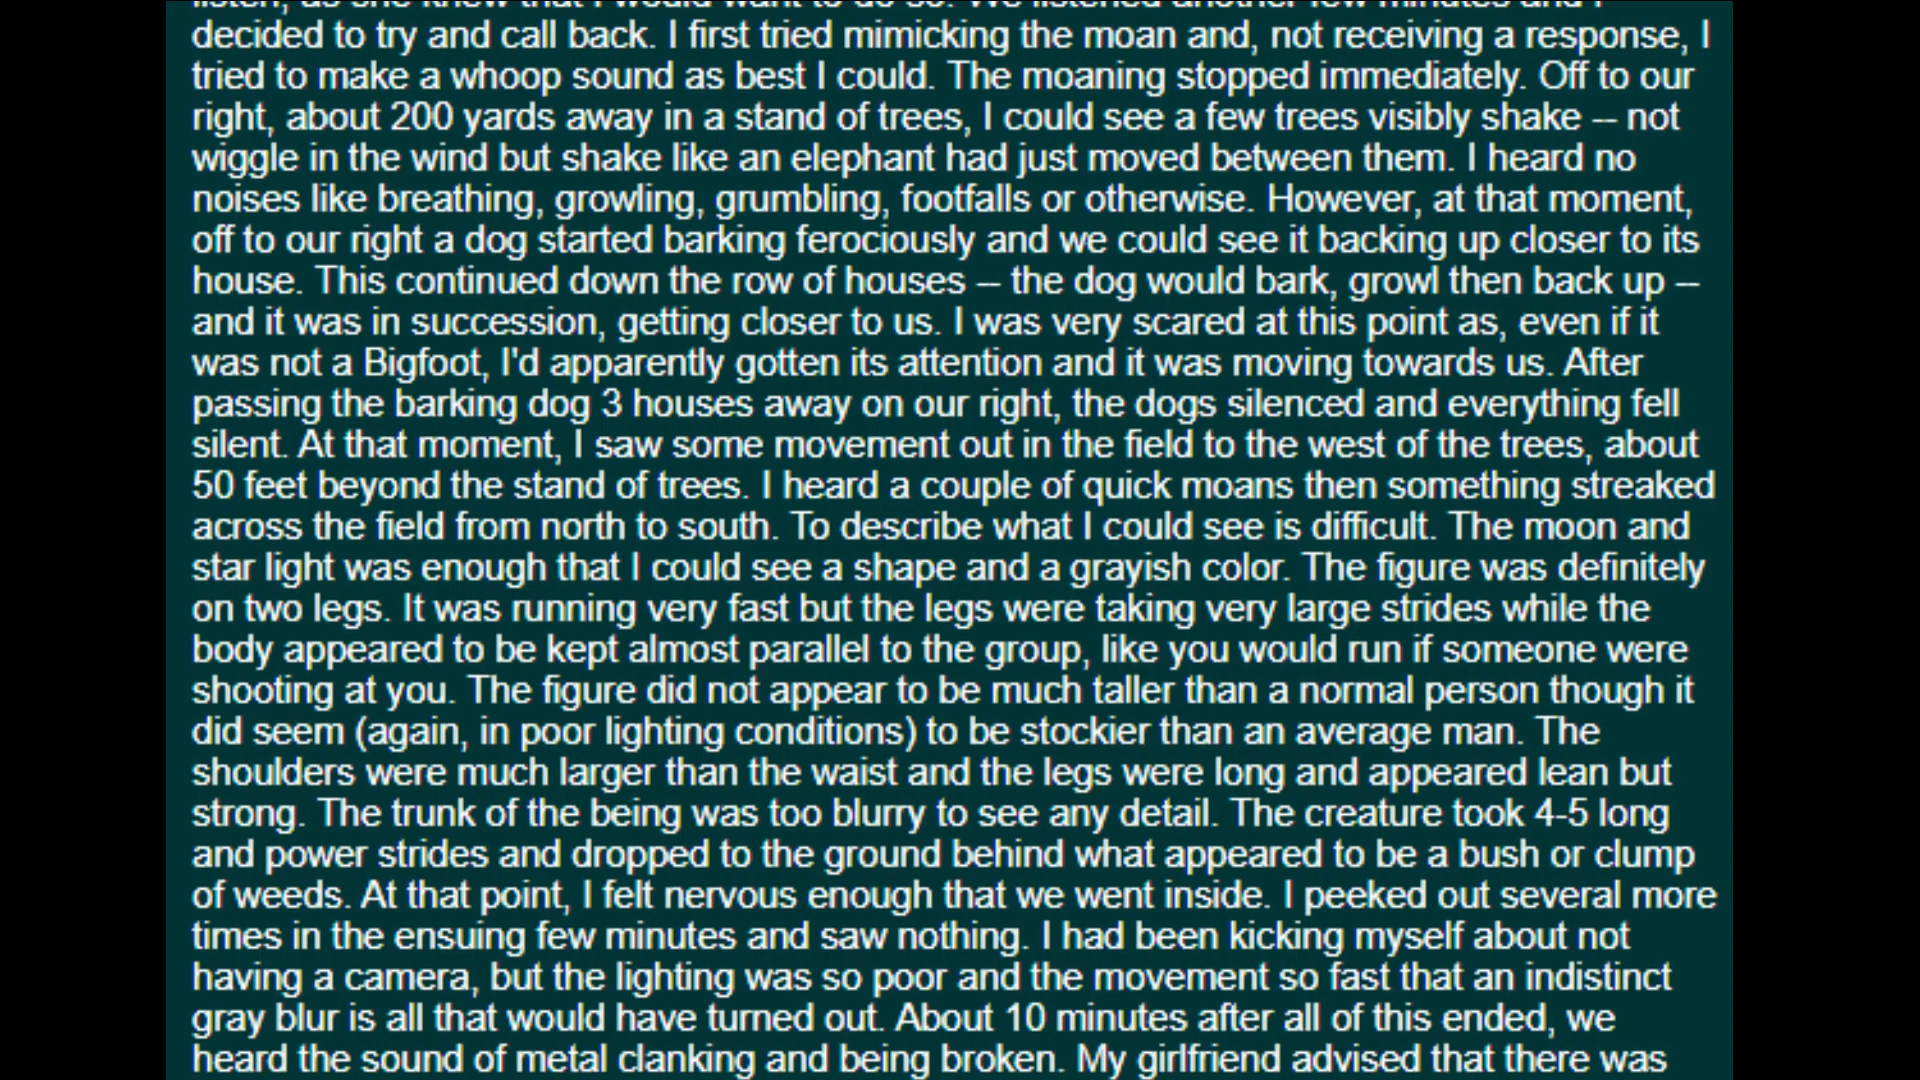 listen, as she knew that I would want to do so. We listened another few minutes and I
decided to try and call back. I first tried mimicking the moan and, not receiving a response, I
tried to make a whoop sound as best I could. The moaning stopped immediately. Off to our
right, about 200 yards away in a stand of trees, I could see a few trees visibly shake -- not
wiggle in the wind but shake like an elephant had just moved between them. I heard no
noises like breathing, growling, grumbling, footfalls or otherwise. However, at that moment,
off to our right a dog started barking ferociously and we could see it backing up closer to its
house. This continued down the row of houses -- the dog would bark, growl then back up --
and it was in succession, getting closer to us. I was very scared at this point as, even if it
was not a Bigfoot, I'd apparently gotten its attention and it was moving towards us. After
passing the barking dog 3 houses away on our right, the dogs silenced and everything fell
silent. At that moment, I saw some movement out in the field to the west of the trees, about
50 feet beyond the stand of trees. I heard a couple of quick moans then something streaked
across the field from north to south. To describe what I could see is difficult. The moon and
star light was enough that I could see a shape and a grayish color. The figure was definitely
on two legs. It was running very fast but the legs were taking very large strides while the
body appeared to be kept almost parallel to the group, like you would run if someone were
shooting at you. The figure did not appear to be much taller than a normal person though it
did seem (again, in poor lighting conditions) to be stockier than an average man. The
shoulders were much larger than the waist and the legs were long and appeared lean but
strong. The trunk of the being was too blurry to see any detail. The creature took 4-5 long
and power strides and dropped to the ground behind what appeared to be a bush or clump
of weeds. At that point, I felt nervous enough that we went inside. I peeked out several more
times in the ensuing few minutes and saw nothing. I had been kicking myself about not
having a camera, but the lighting was so poor and the movement so fast that an indistinct
gray blur is all that would have turned out. About 10 minutes after all of this ended, we
heard the sound of metal clanking and being broken. My girlfriend advised that there was